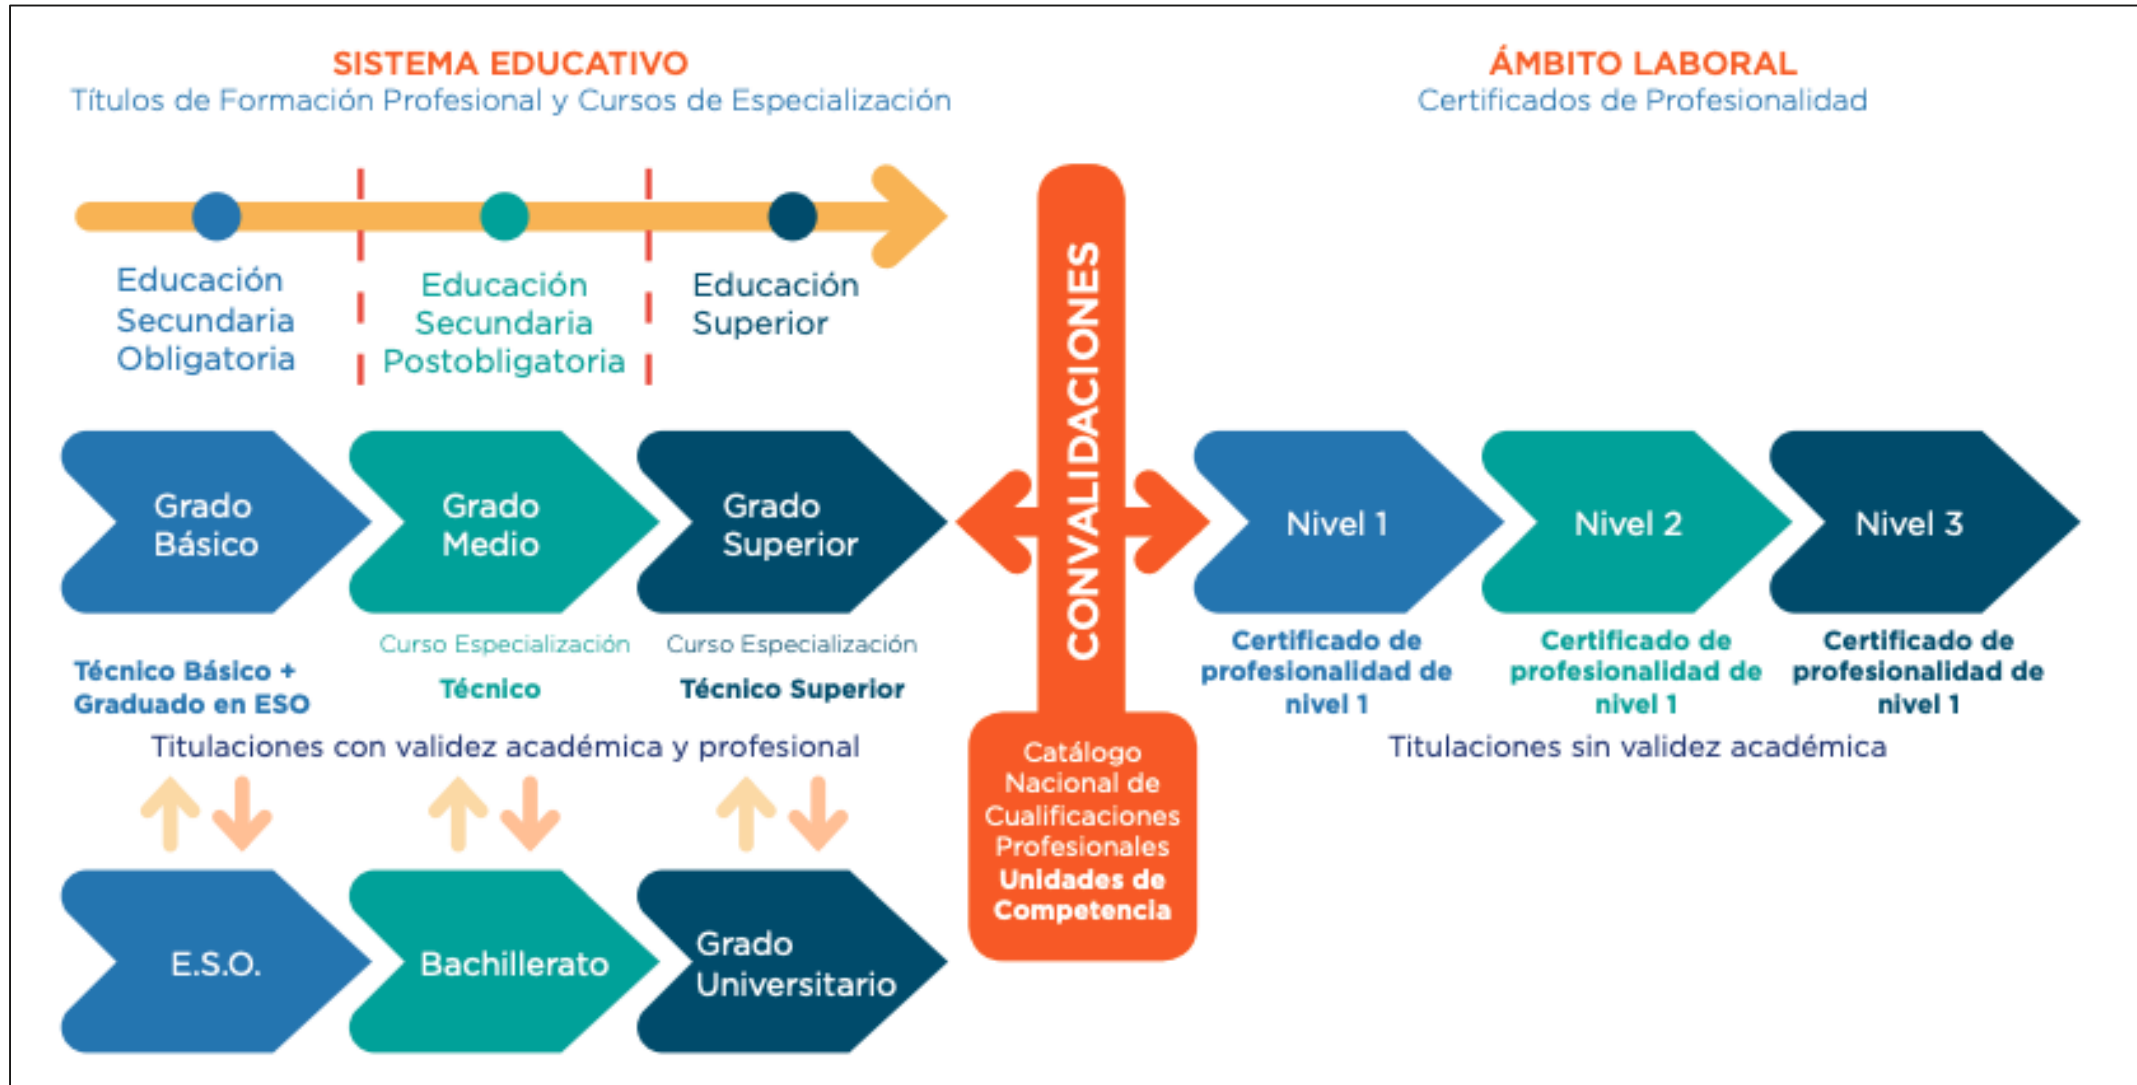 SISTEMA EDUCATIVO
Títulos de Formación Profesional y Cursos de Especialización
ÁMBITO LABORAL
Certificados de Profesionalidad
Educación
Secundaria
Obligatoria
Educación
Secundaria
Postobligatoria
Educación
Superior
Grado
Básico
Grado
Medio
Grado
Superior
CONVALIDACIONES
Nivel 1
Nivel 2
Nivel 3
Técnico Básico +
Graduado en ESO
Curso Especialización
Técnico
Curso Especialización
Técnico Superior
Certificado de
profesionalidad de
nivel 1
Certificado de
profesionalidad de
nivel 1
Certificado de
profesionalidad de
nivel 1
Titulaciones con validez académica y profesional
Titulaciones sin validez académica
Catálogo
Nacional de
Cualificaciones
Profesionales
Unidades de
Competencia
E.S.O.
Bachillerato
Grado
Universitario